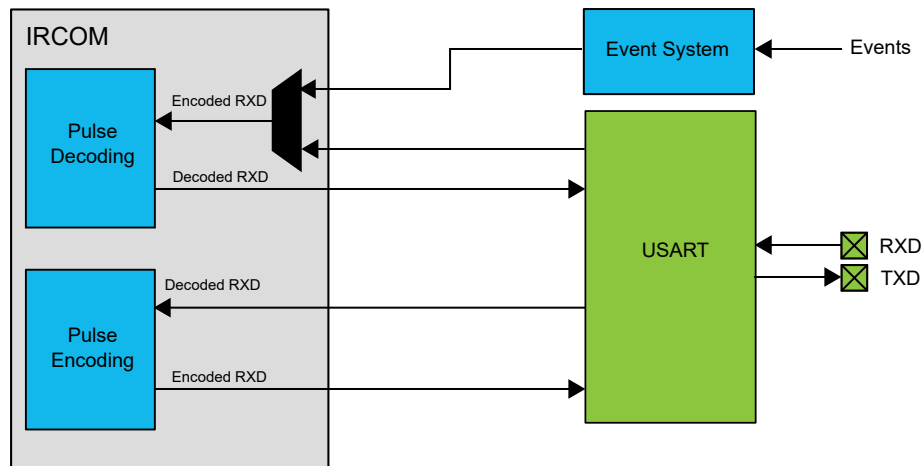 IRCOM
Event System
Events
Encoded RXD
Pulse
Decoding
Decoded RXD
USART
RXD
TXD
Decoded RXD
Pulse
Encoding
Encoded RXD